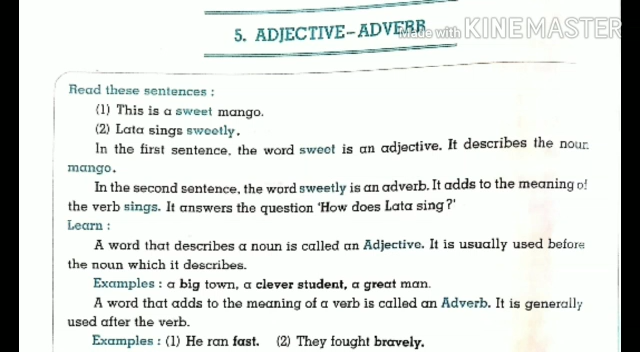 5. ADJECTIVE-ADVERB
Made with KINEMASTER
Read these sentences :
(1) This is a sweet mango.
(2) Lata sings sweetly.
In the first sentence, the word sweet is an adjective. It describes the noun
mango.
In the second sentence, the word sweetly is an adverb. It adds to the meaning of
the verb sings. It answers the question 'How does Lata sing?'
Learn :
A word that describes a noun is called an Adjective. It is usually used before
the noun which it describes.
Examples : a big town, a clever student, a great man.
A word that adds to the meaning of a verb is called an Adverb. It is generally
used after the verb.
Examples : (1) He ran fast. (2) They fought bravely.